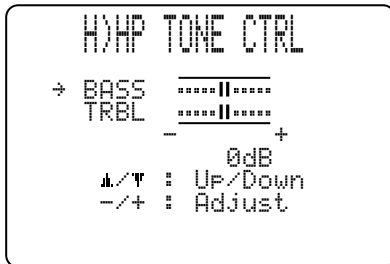 H)HP TONE CTRL
→ BASS
TRBL
- +
0dB
▲/▼ : Up/Down
-/+ : Adjust